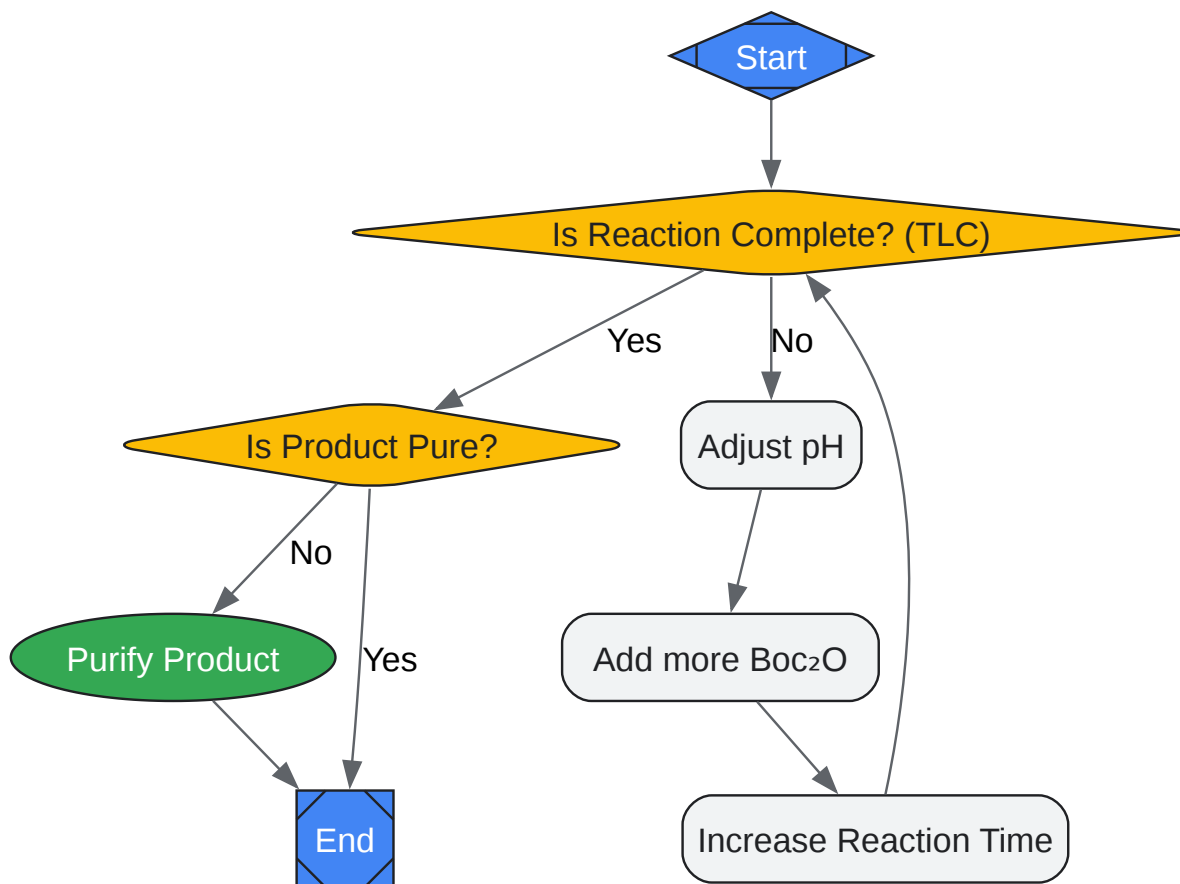 Start
Is Reaction Complete? (TLC)
Yes
No
Is Product Pure?
Adjust pH
No
Purify Product
Yes
Add more Boc₂O
End
Increase Reaction Time